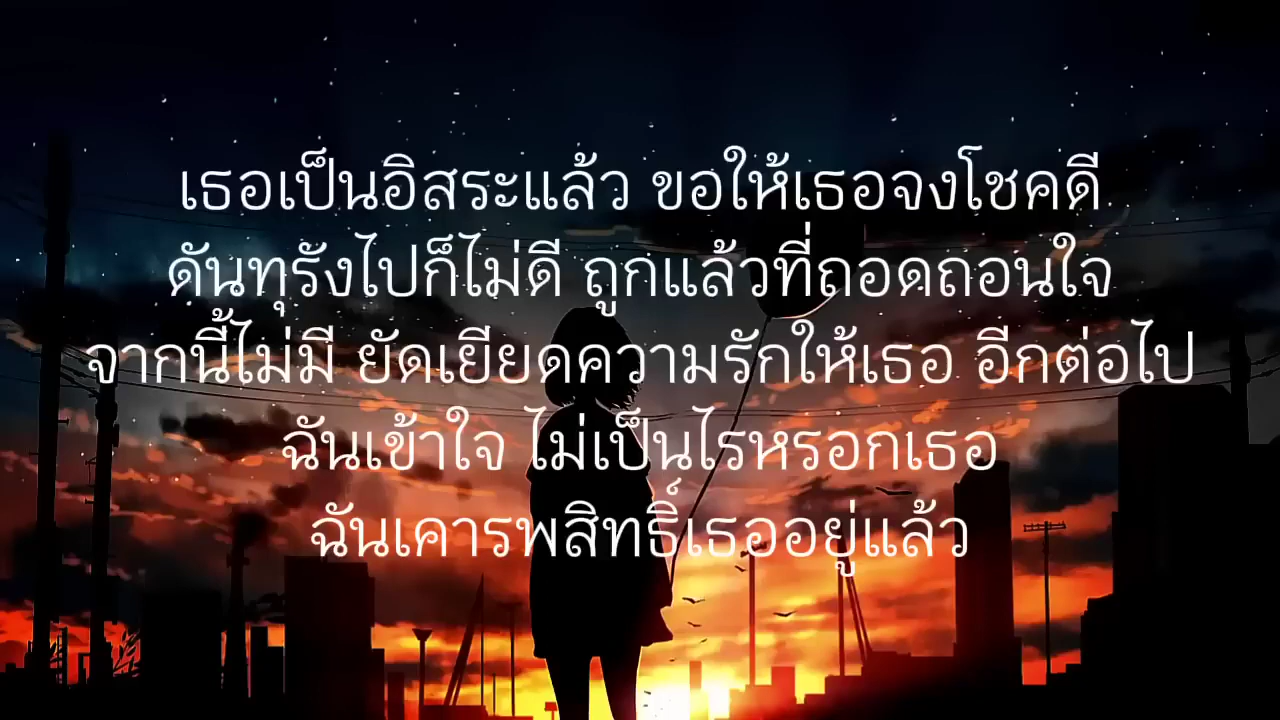 เธอเป็นอิสระแล้ว ขอให้เธอจงโชคดี
ดันทุรังไปก็ไม่ดี ถูกแล้วที่ถอดถอนใจ
จากนี้ไม่มี ยัดเยียดความรักให้เธอ อีกต่อไป
ฉันเข้าใจ ไม่เป็นไรหรอกเธอ
ฉันเคารพสิทธิ์เธออยู่แล้ว